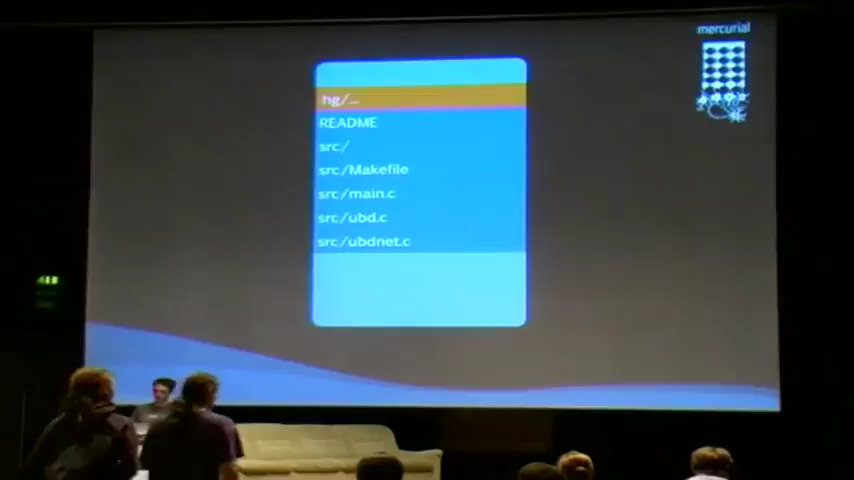 mercurial
hg/...
README
src/
src/Makefile
src/main.c
src/ubd.c
src/ubdnet.c